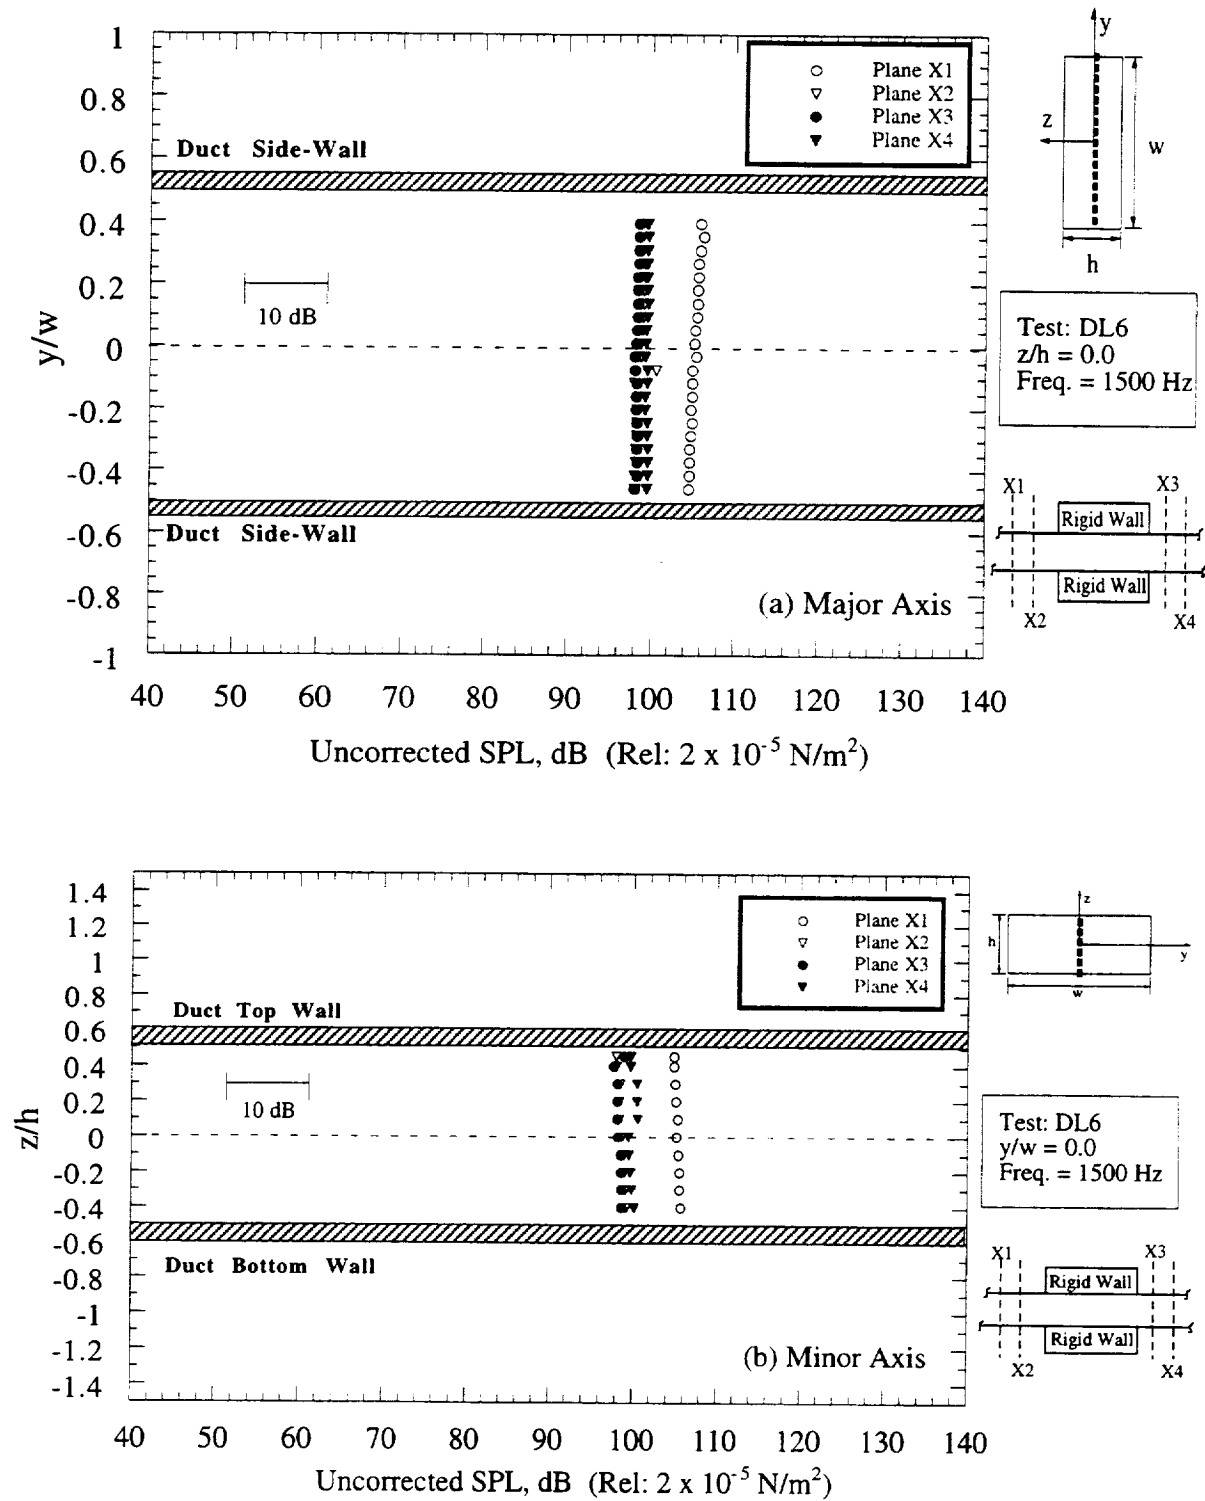 1
0.8
0.6
0.4
0.2
0
-0.2
-0.4
-0.6
-0.8
-1
y/w
Plane X1
Plane X2
Plane X3
Plane X4
Duct Side-Wall
10 dB
Duct Side-Wall
(a) Major Axis
40 50 60 70 80 90 100 110 120 130 140
Uncorrected SPL, dB (Rel: 2 x 10⁻⁵ N/m²)
y
z
w
h
Test: DL6
z/h = 0.0
Freq. = 1500 Hz
X1 X3
Rigid Wall
Rigid Wall
X2 X4
1.4
1.2
1
0.8
0.6
0.4
0.2
0
-0.2
-0.4
-0.6
-0.8
-1
-1.2
-1.4
z/h
Plane X1
Plane X2
Plane X3
Plane X4
Duct Top Wall
10 dB
Duct Bottom Wall
(b) Minor Axis
40 50 60 70 80 90 100 110 120 130 140
Uncorrected SPL, dB (Rel: 2 x 10⁻⁵ N/m²)
z
h
y
w
Test: DL6
y/w = 0.0
Freq. = 1500 Hz
X1 X3
Rigid Wall
Rigid Wall
X2 X4